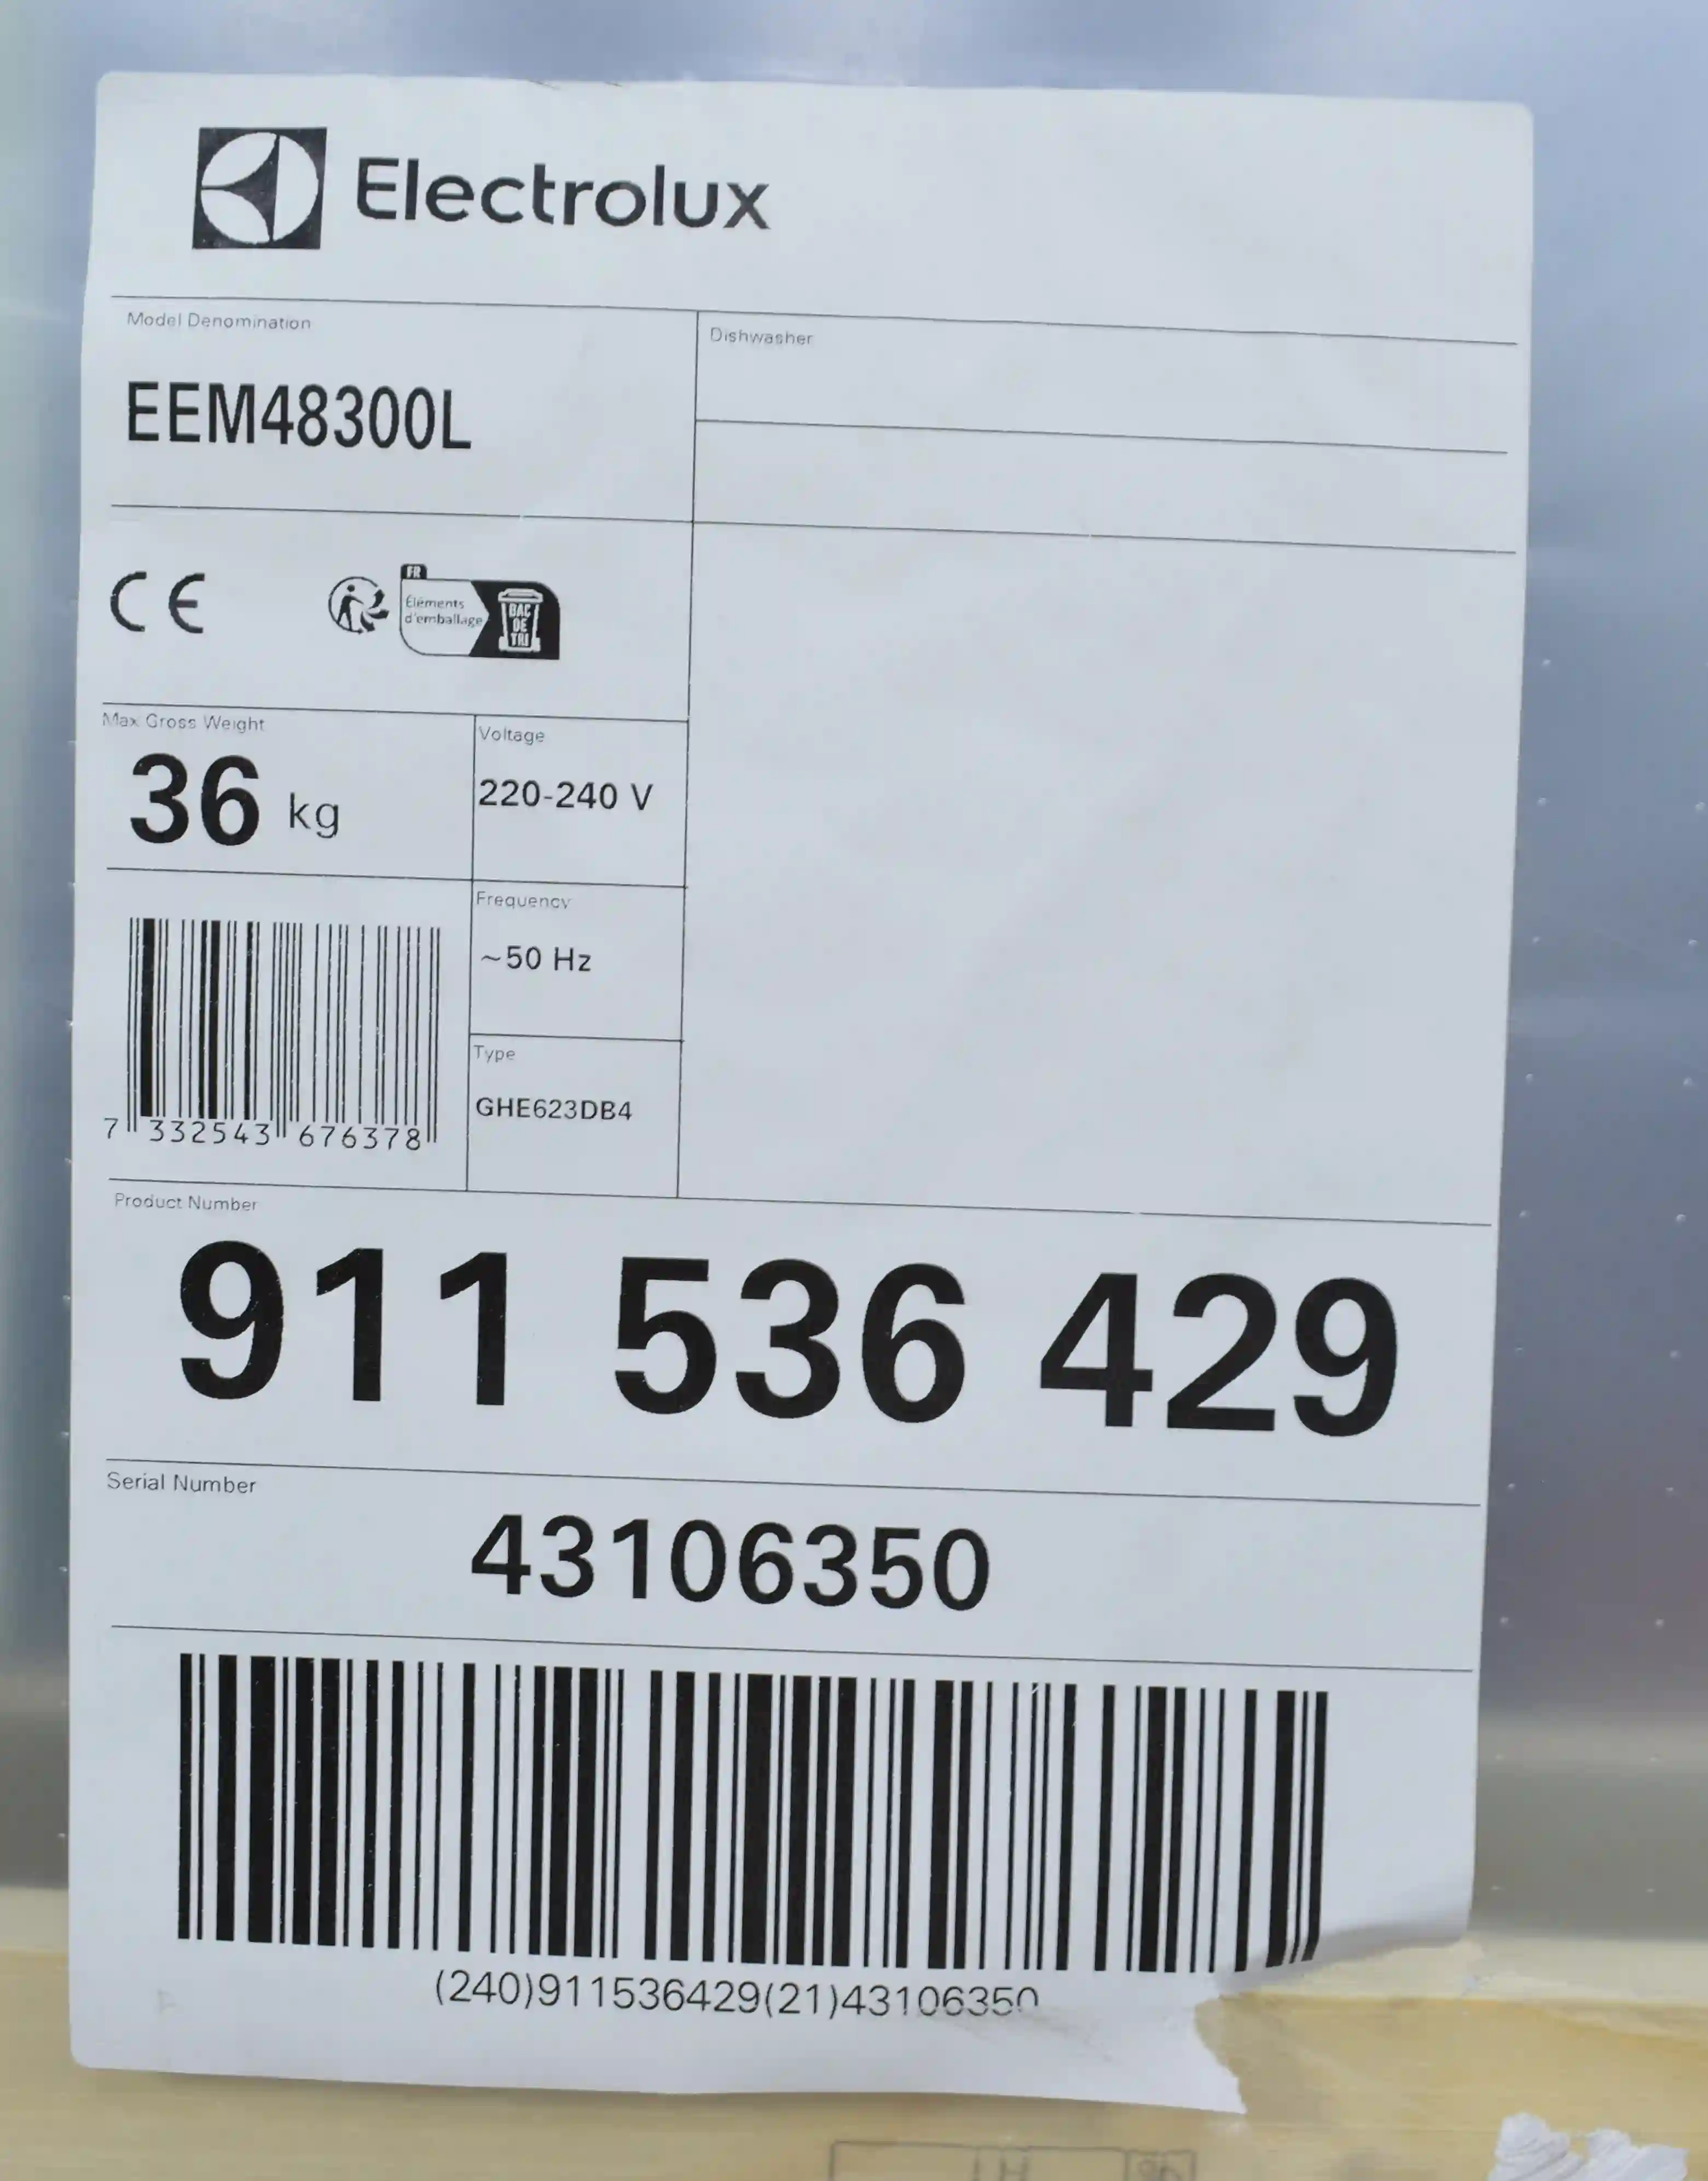 Electrolux
Model Denomination
EEM48300L
Dishwasher
CE
FR
Éléments
d'emballage
BAC
DE
TRI
Max Gross Weight
36 kg
Voltage
220-240 V
Frequency
~50 Hz
Type
GHE623DB4
7 332543 676378
Product Number
911 536 429
Serial Number
43106350
(240)911536429(21)43106350